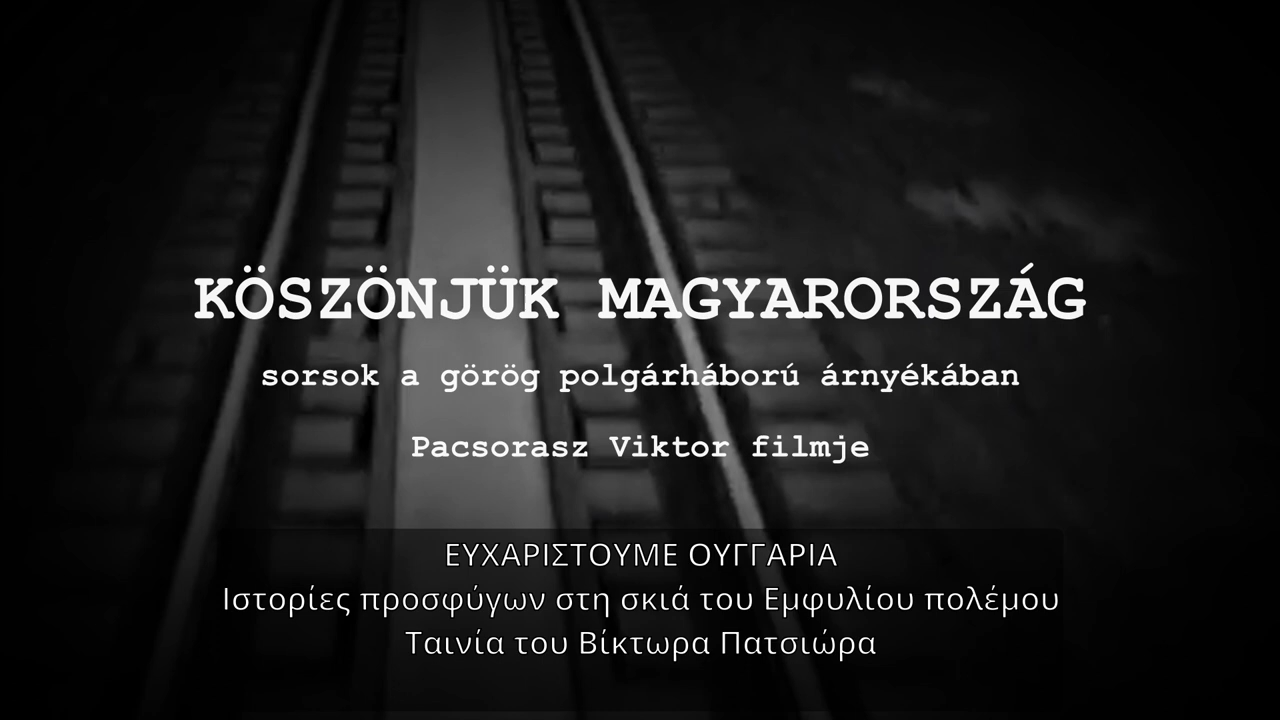 KÖSZÖNJÜK MAGYARORSZÁG
sorsok a görög polgárháború árnyékában
Pacsorasz Viktor filmje
ΕΥΧΑΡΙΣΤΟΥΜΕ ΟΥΓΓΑΡΙΑ
Ιστορίες προσφύγων στη σκιά του Εμφυλίου πολέμου
Ταινία του Βίκτωρα Πατσιώρα